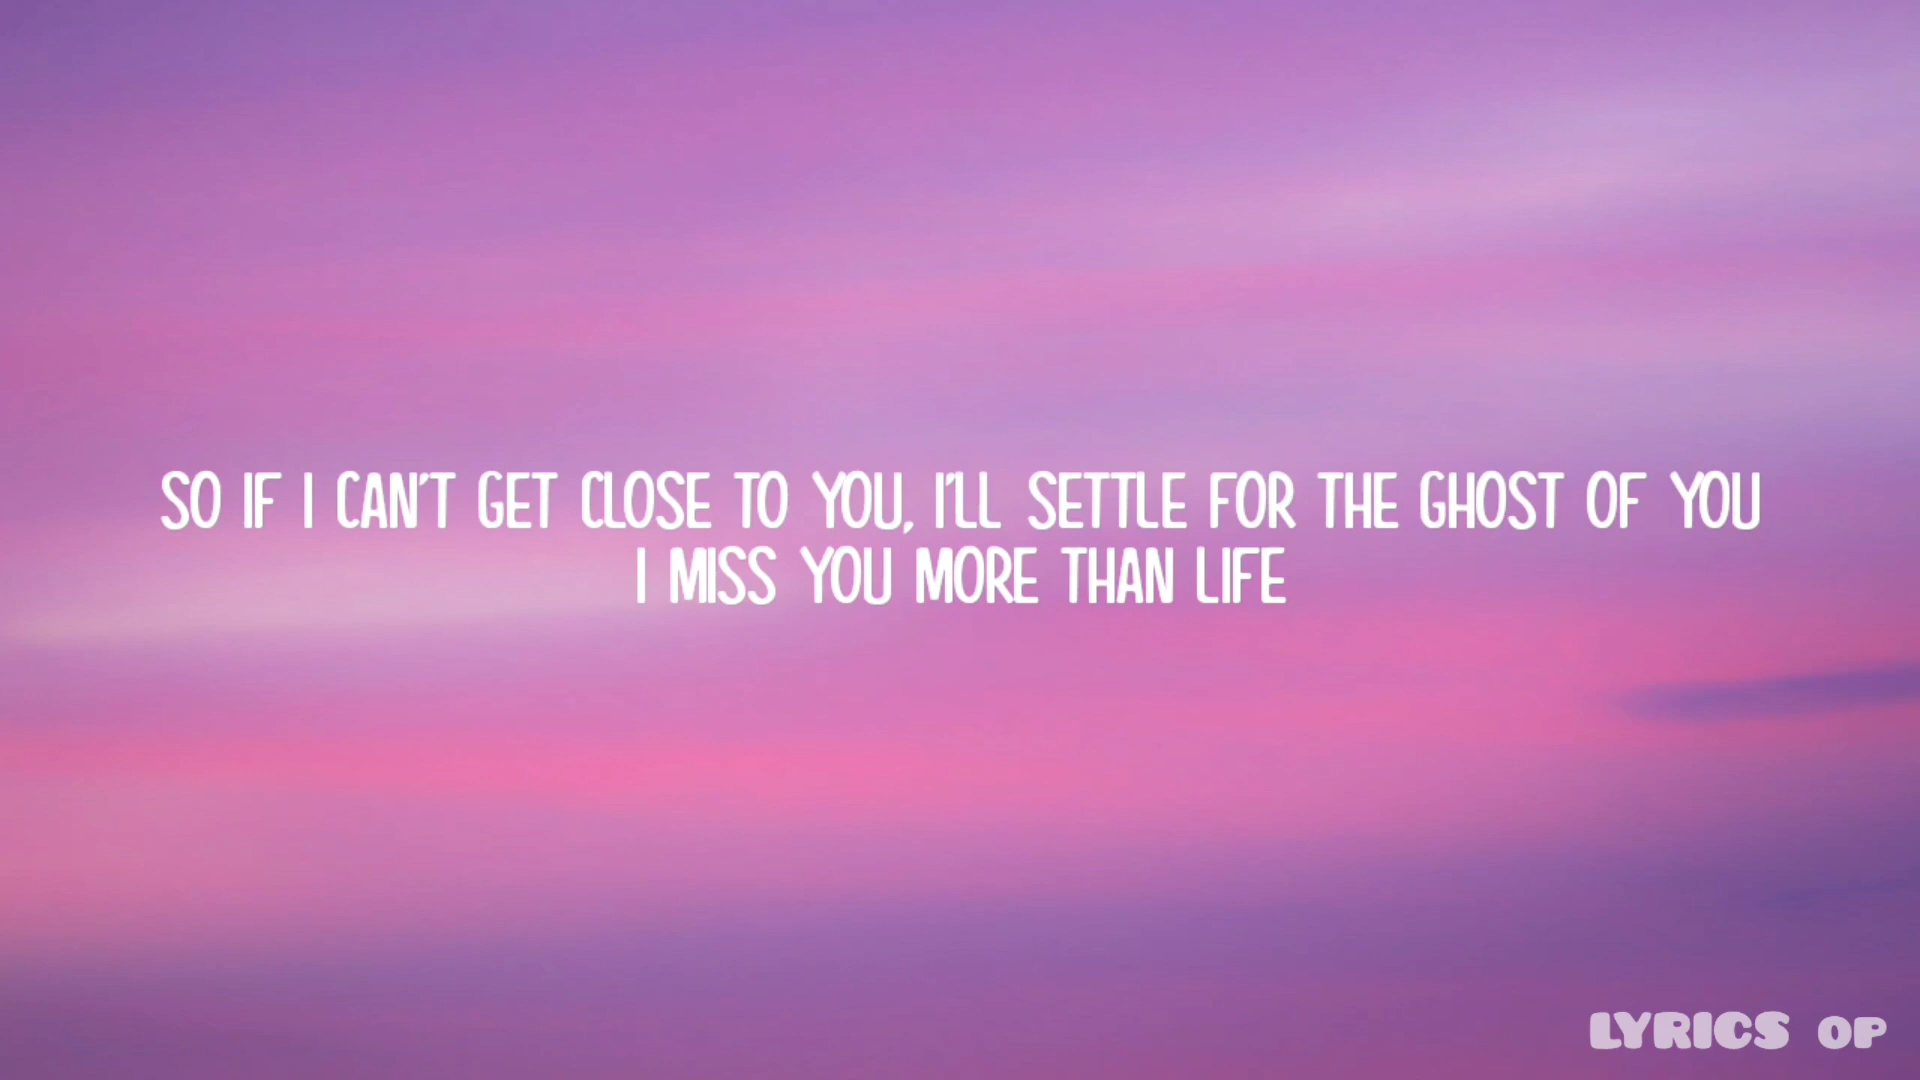 SO IF I CAN'T GET CLOSE TO YOU, I'LL SETTLE FOR THE GHOST OF YOU
I MISS YOU MORE THAN LIFE
LYRICS OP